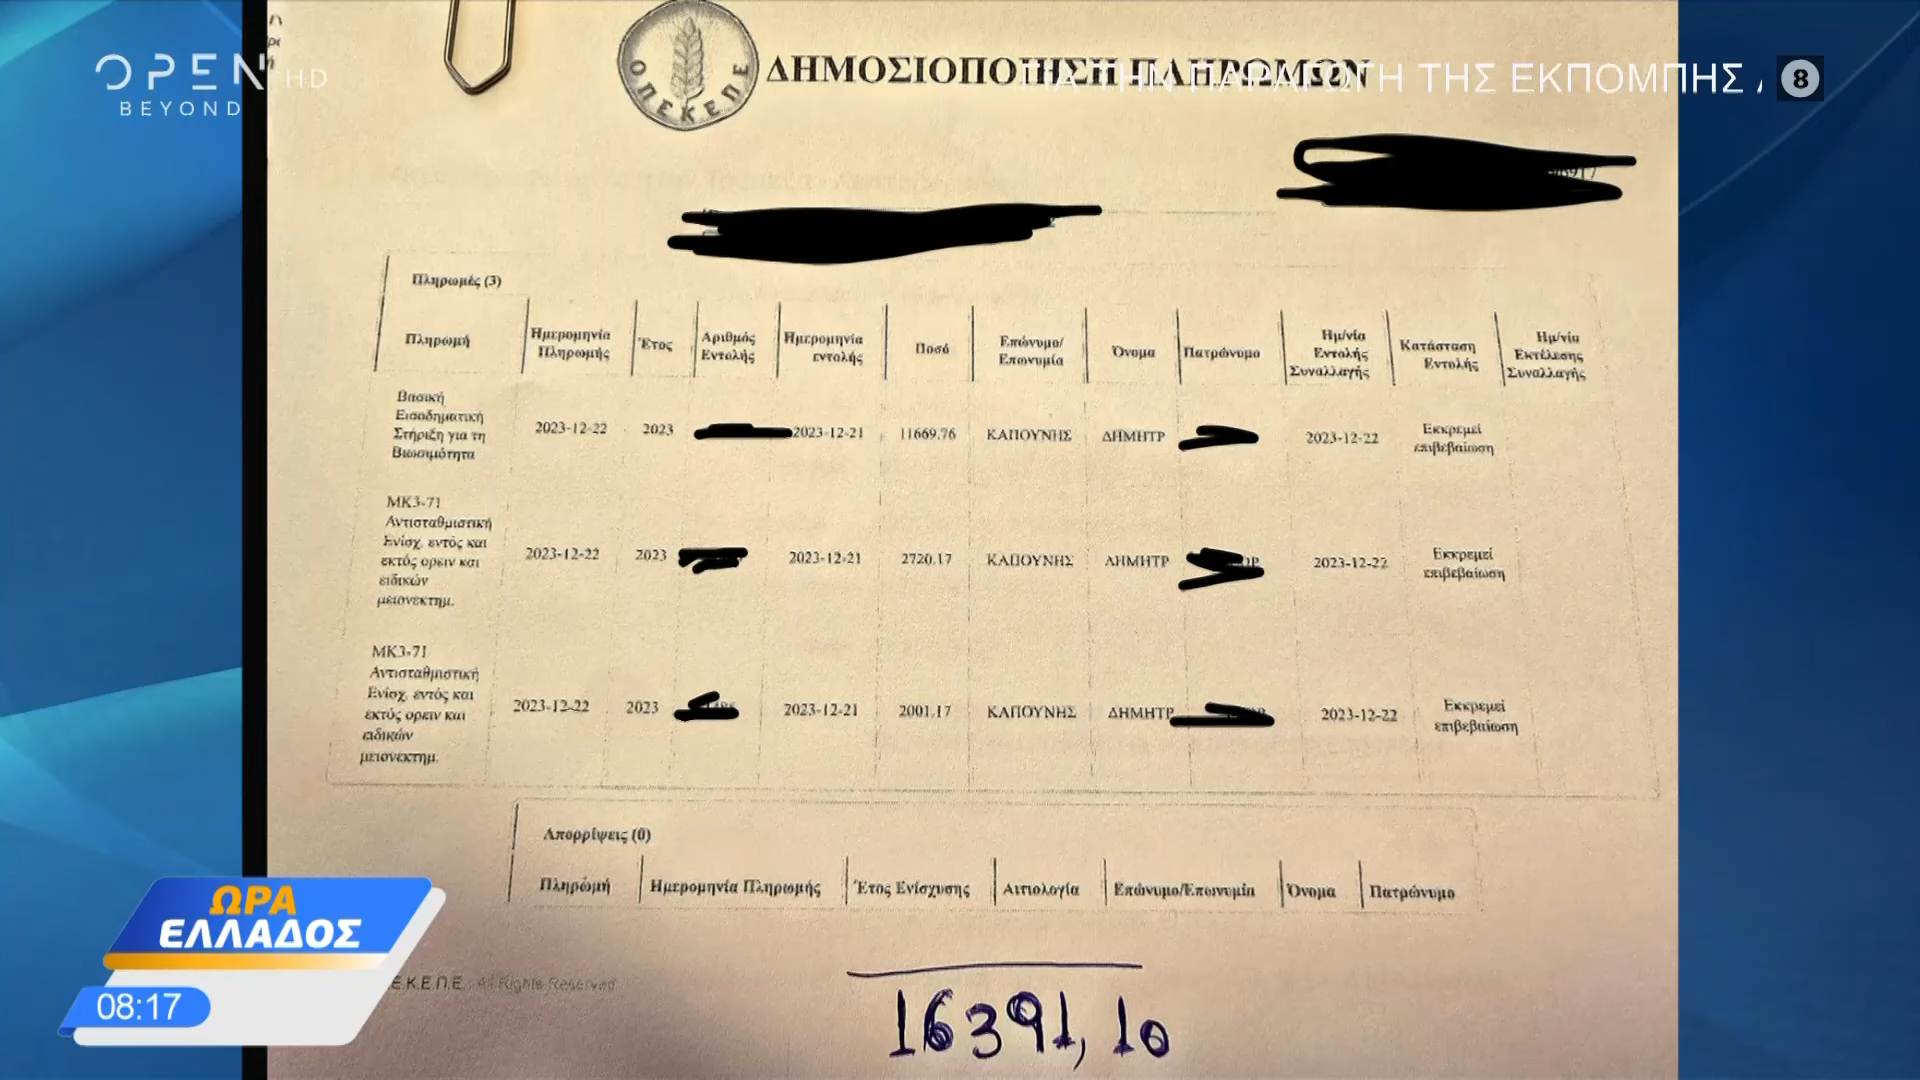 OPEN HD
BEYOND
ΟΠΕΚΕΠΕ
ΔΗΜΟΣΙΟΠΟΙΗΣΗ ΠΛΗΡΩΜΩΝ
ΓΙΑ ΤΗΝ ΠΑΡΑΓΩΓΗ ΤΗΣ ΕΚΠΟΜΠΗΣ
8
Πληρωμές (3)
Πληρωμή
Ημερομηνία Πληρωμής
Έτος
Αριθμός Εντολής
Ημερομηνία εντολής
Ποσό
Επώνυμο/ Επωνυμία
Όνομα
Πατρώνυμο
Ημ/νία Εντολής Συναλλαγής
Κατάσταση Εντολής
Ημ/νία Εκτέλεσης Συναλλαγής
Βασική
Εισοδηματική
Στήριξη για τη
Βιωσιμότητα
2023-12-22 2023 2023-12-21 11669.76 ΚΑΠΟΥΝΗΣ ΔΗΜΗΤΡ 2023-12-22 Εκκρεμεί επιβεβαίωση
ΜΚ3-71
Αντισταθμιστική
Ενίσχ. εντός και
εκτός ορειν και
ειδικών
μειονεκτημ.
2023-12-22 2023 2023-12-21 2720.17 ΚΑΠΟΥΝΗΣ ΔΗΜΗΤΡ 2023-12-22 Εκκρεμεί επιβεβαίωση
ΜΚ3-71
Αντισταθμιστική
Ενίσχ. εντός και
εκτός ορειν και
ειδικών
μειονεκτημ.
2023-12-22 2023 2023-12-21 2001.17 ΚΑΠΟΥΝΗΣ ΔΗΜΗΤΡ 2023-12-22 Εκκρεμεί επιβεβαίωση
Απορρίψεις (0)
Πληρωμή Ημερομηνία Πληρωμής Έτος Ενίσχυσης Αιτιολογία Επώνυμο/Επωνυμία Όνομα Πατρώνυμο
Ε.Κ.Ε.Π.Ε. All Rights Reserved
16391,10
ΩΡΑ
ΕΛΛΑΔΟΣ
08:17